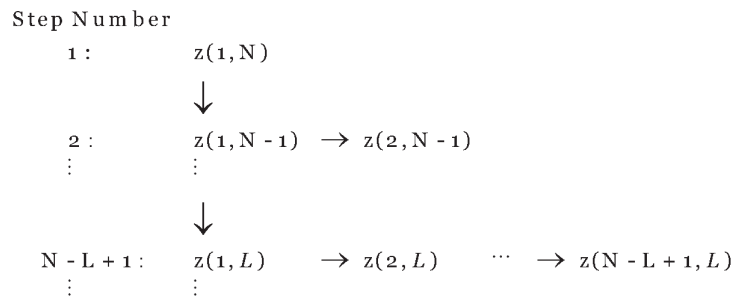 Step Number
1: z(1,N)
↓
2: z(1,N - 1) → z(2,N - 1)
⋮ ⋮
↓
N - L + 1: z(1,L) → z(2,L) ⋯ → z(N - L + 1,L)
⋮ ⋮